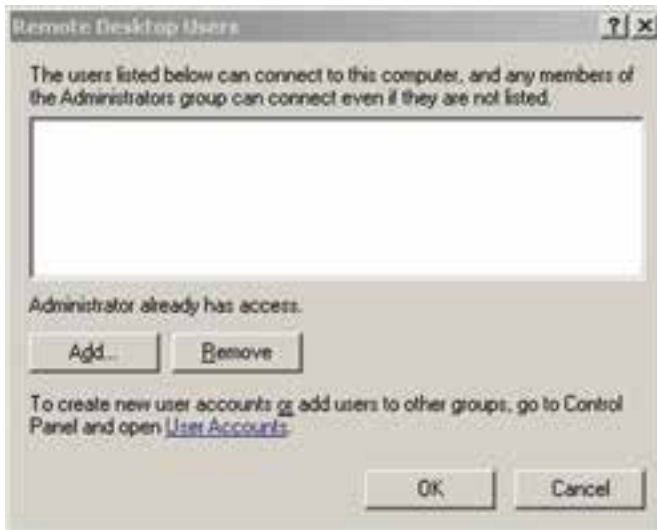 Remote Desktop Users
The users listed below can connect to this computer, and any members of
the Administrators group can connect even if they are not listed.
Administrator already has access.
Add...
Remove
To create new user accounts or add users to other groups, go to Control
Panel and open User Accounts.
OK
Cancel